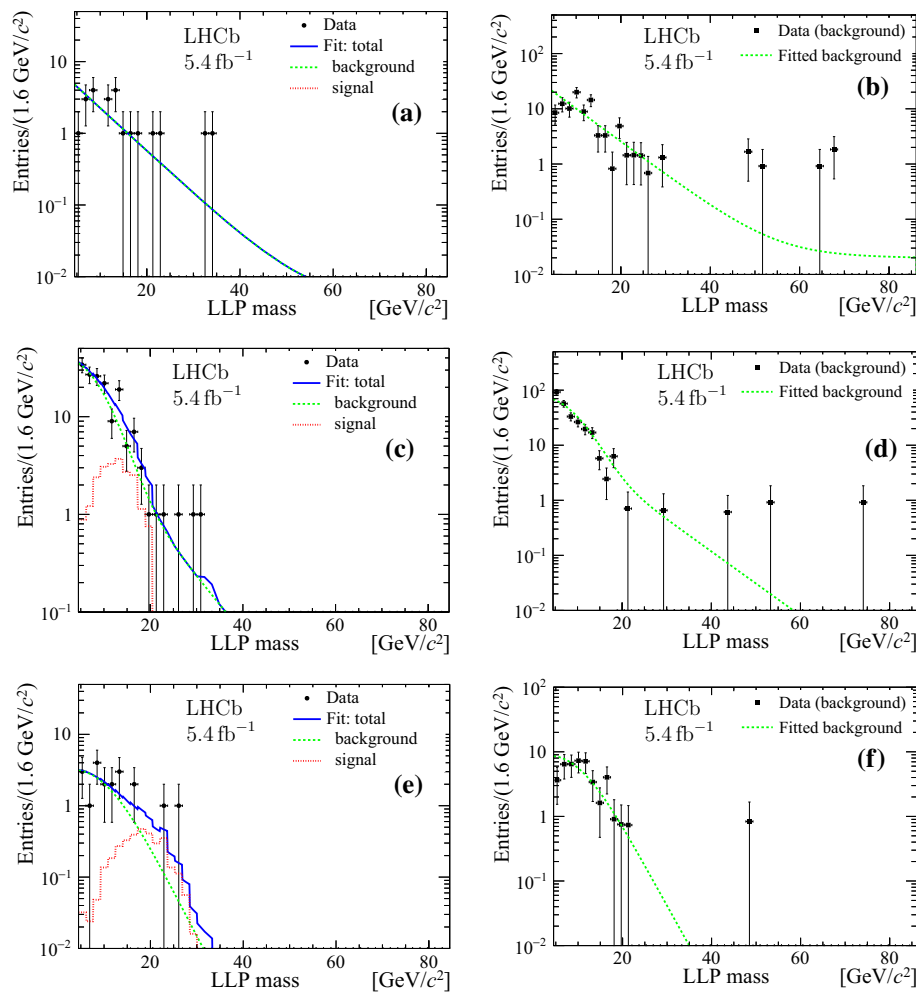 LHCb
5.4 fb⁻¹
Data
Fit: total
background
signal
(a)
Entries/(1.6 GeV/c²)
10
1
10⁻¹
10⁻²
20 40 60 80
LLP mass [GeV/c²]
LHCb
5.4 fb⁻¹
Data (background)
Fitted background
(b)
Entries/(1.6 GeV/c²)
10²
10
1
10⁻¹
10⁻²
20 40 60 80
LLP mass [GeV/c²]
LHCb
5.4 fb⁻¹
Data
Fit: total
background
signal
(c)
Entries/(1.6 GeV/c²)
10
1
10⁻¹
20 40 60 80
LLP mass [GeV/c²]
LHCb
5.4 fb⁻¹
Data (background)
Fitted background
(d)
Entries/(1.6 GeV/c²)
10²
10
1
10⁻¹
10⁻²
20 40 60 80
LLP mass [GeV/c²]
LHCb
5.4 fb⁻¹
Data
Fit: total
background
signal
(e)
Entries/(1.6 GeV/c²)
10
1
10⁻¹
10⁻²
20 40 60 80
LLP mass [GeV/c²]
LHCb
5.4 fb⁻¹
Data (background)
Fitted background
(f)
Entries/(1.6 GeV/c²)
10²
10
1
10⁻¹
10⁻²
20 40 60 80
LLP mass [GeV/c²]